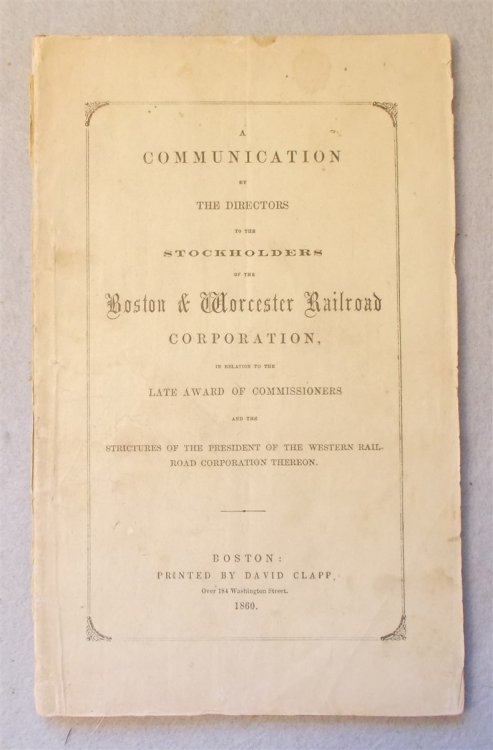 A
COMMUNICATION
BY
THE DIRECTORS
TO THE
STOCKHOLDERS
OF THE
Boston & Worcester Railroad
CORPORATION,
IN RELATION TO THE
LATE AWARD OF COMMISSIONERS
AND THE
STRICTURES OF THE PRESIDENT OF THE WESTERN RAIL-
ROAD CORPORATION THEREON.
BOSTON:
PRINTED BY DAVID CLAPP,
Over 184 Washington Street.
1860.